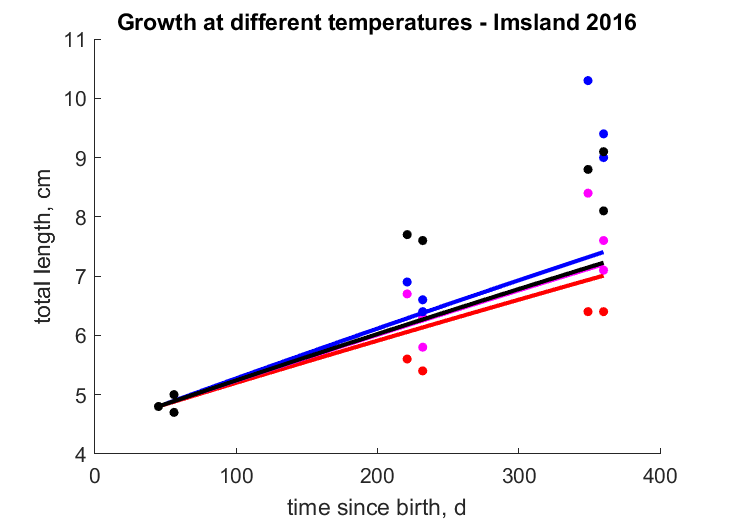 Growth at different temperatures - Imsland 2016
11
10
9
8
7
6
5
4
total length, cm
0 100 200 300 400
time since birth, d